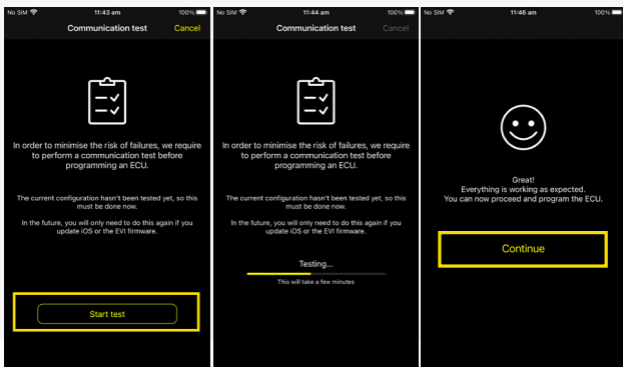 No SIM 11:43 am 100%
Communication test Cancel
In order to minimise the risk of failures, we require
to perform a communication test before
programming an ECU.
The current configuration hasn't been tested yet, so this
must be done now.
In the future, you will only need to do this again if you
update iOS or the EVI firmware.
Start test
No SIM 11:44 am 100%
Communication test Cancel
In order to minimise the risk of failures, we require
to perform a communication test before
programming an ECU.
The current configuration hasn't been tested yet, so this
must be done now.
In the future, you will only need to do this again if you
update iOS or the EVI firmware.
Testing...
This will take a few minutes
No SIM 11:46 am 100%
Great!
Everything is working as expected.
You can now proceed and program the ECU.
Continue